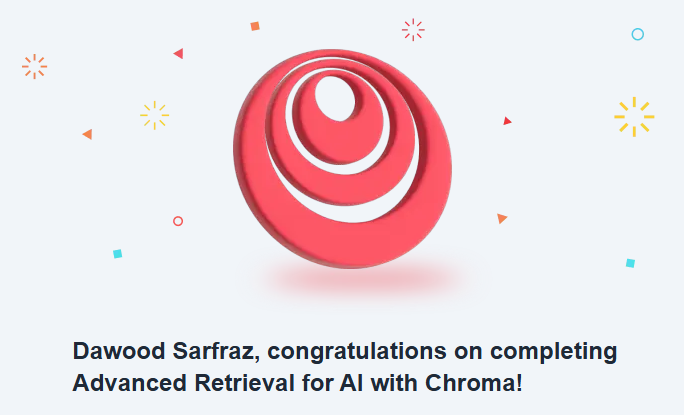 Dawood Sarfraz, congratulations on completing
Advanced Retrieval for AI with Chroma!